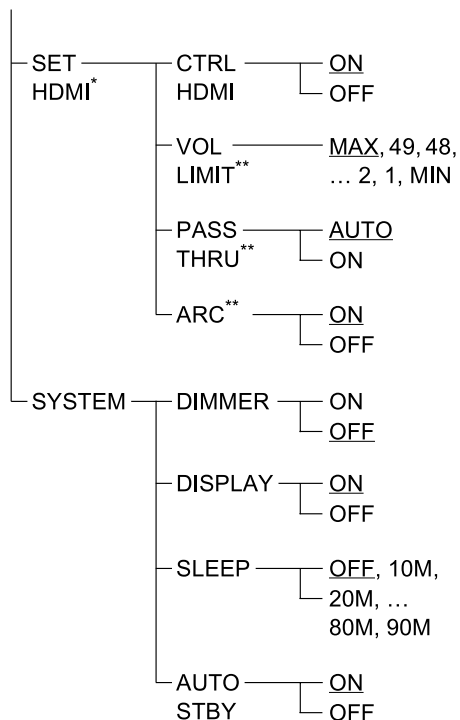 SET HDMI*
CTRL HDMI
ON
OFF
VOL LIMIT**
MAX, 49, 48,
... 2, 1, MIN
PASS THRU**
AUTO
ON
ARC**
ON
OFF
SYSTEM
DIMMER
ON
OFF
DISPLAY
ON
OFF
SLEEP
OFF, 10M,
20M, ...
80M, 90M
AUTO STBY
ON
OFF